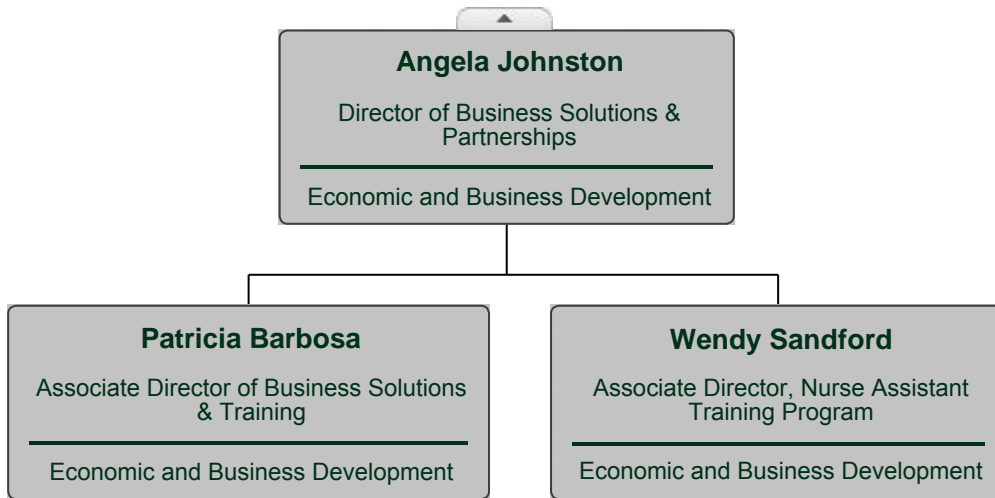 Angela Johnston
Director of Business Solutions &
Partnerships
Economic and Business Development
Patricia Barbosa
Associate Director of Business Solutions
& Training
Economic and Business Development
Wendy Sandford
Associate Director, Nurse Assistant
Training Program
Economic and Business Development